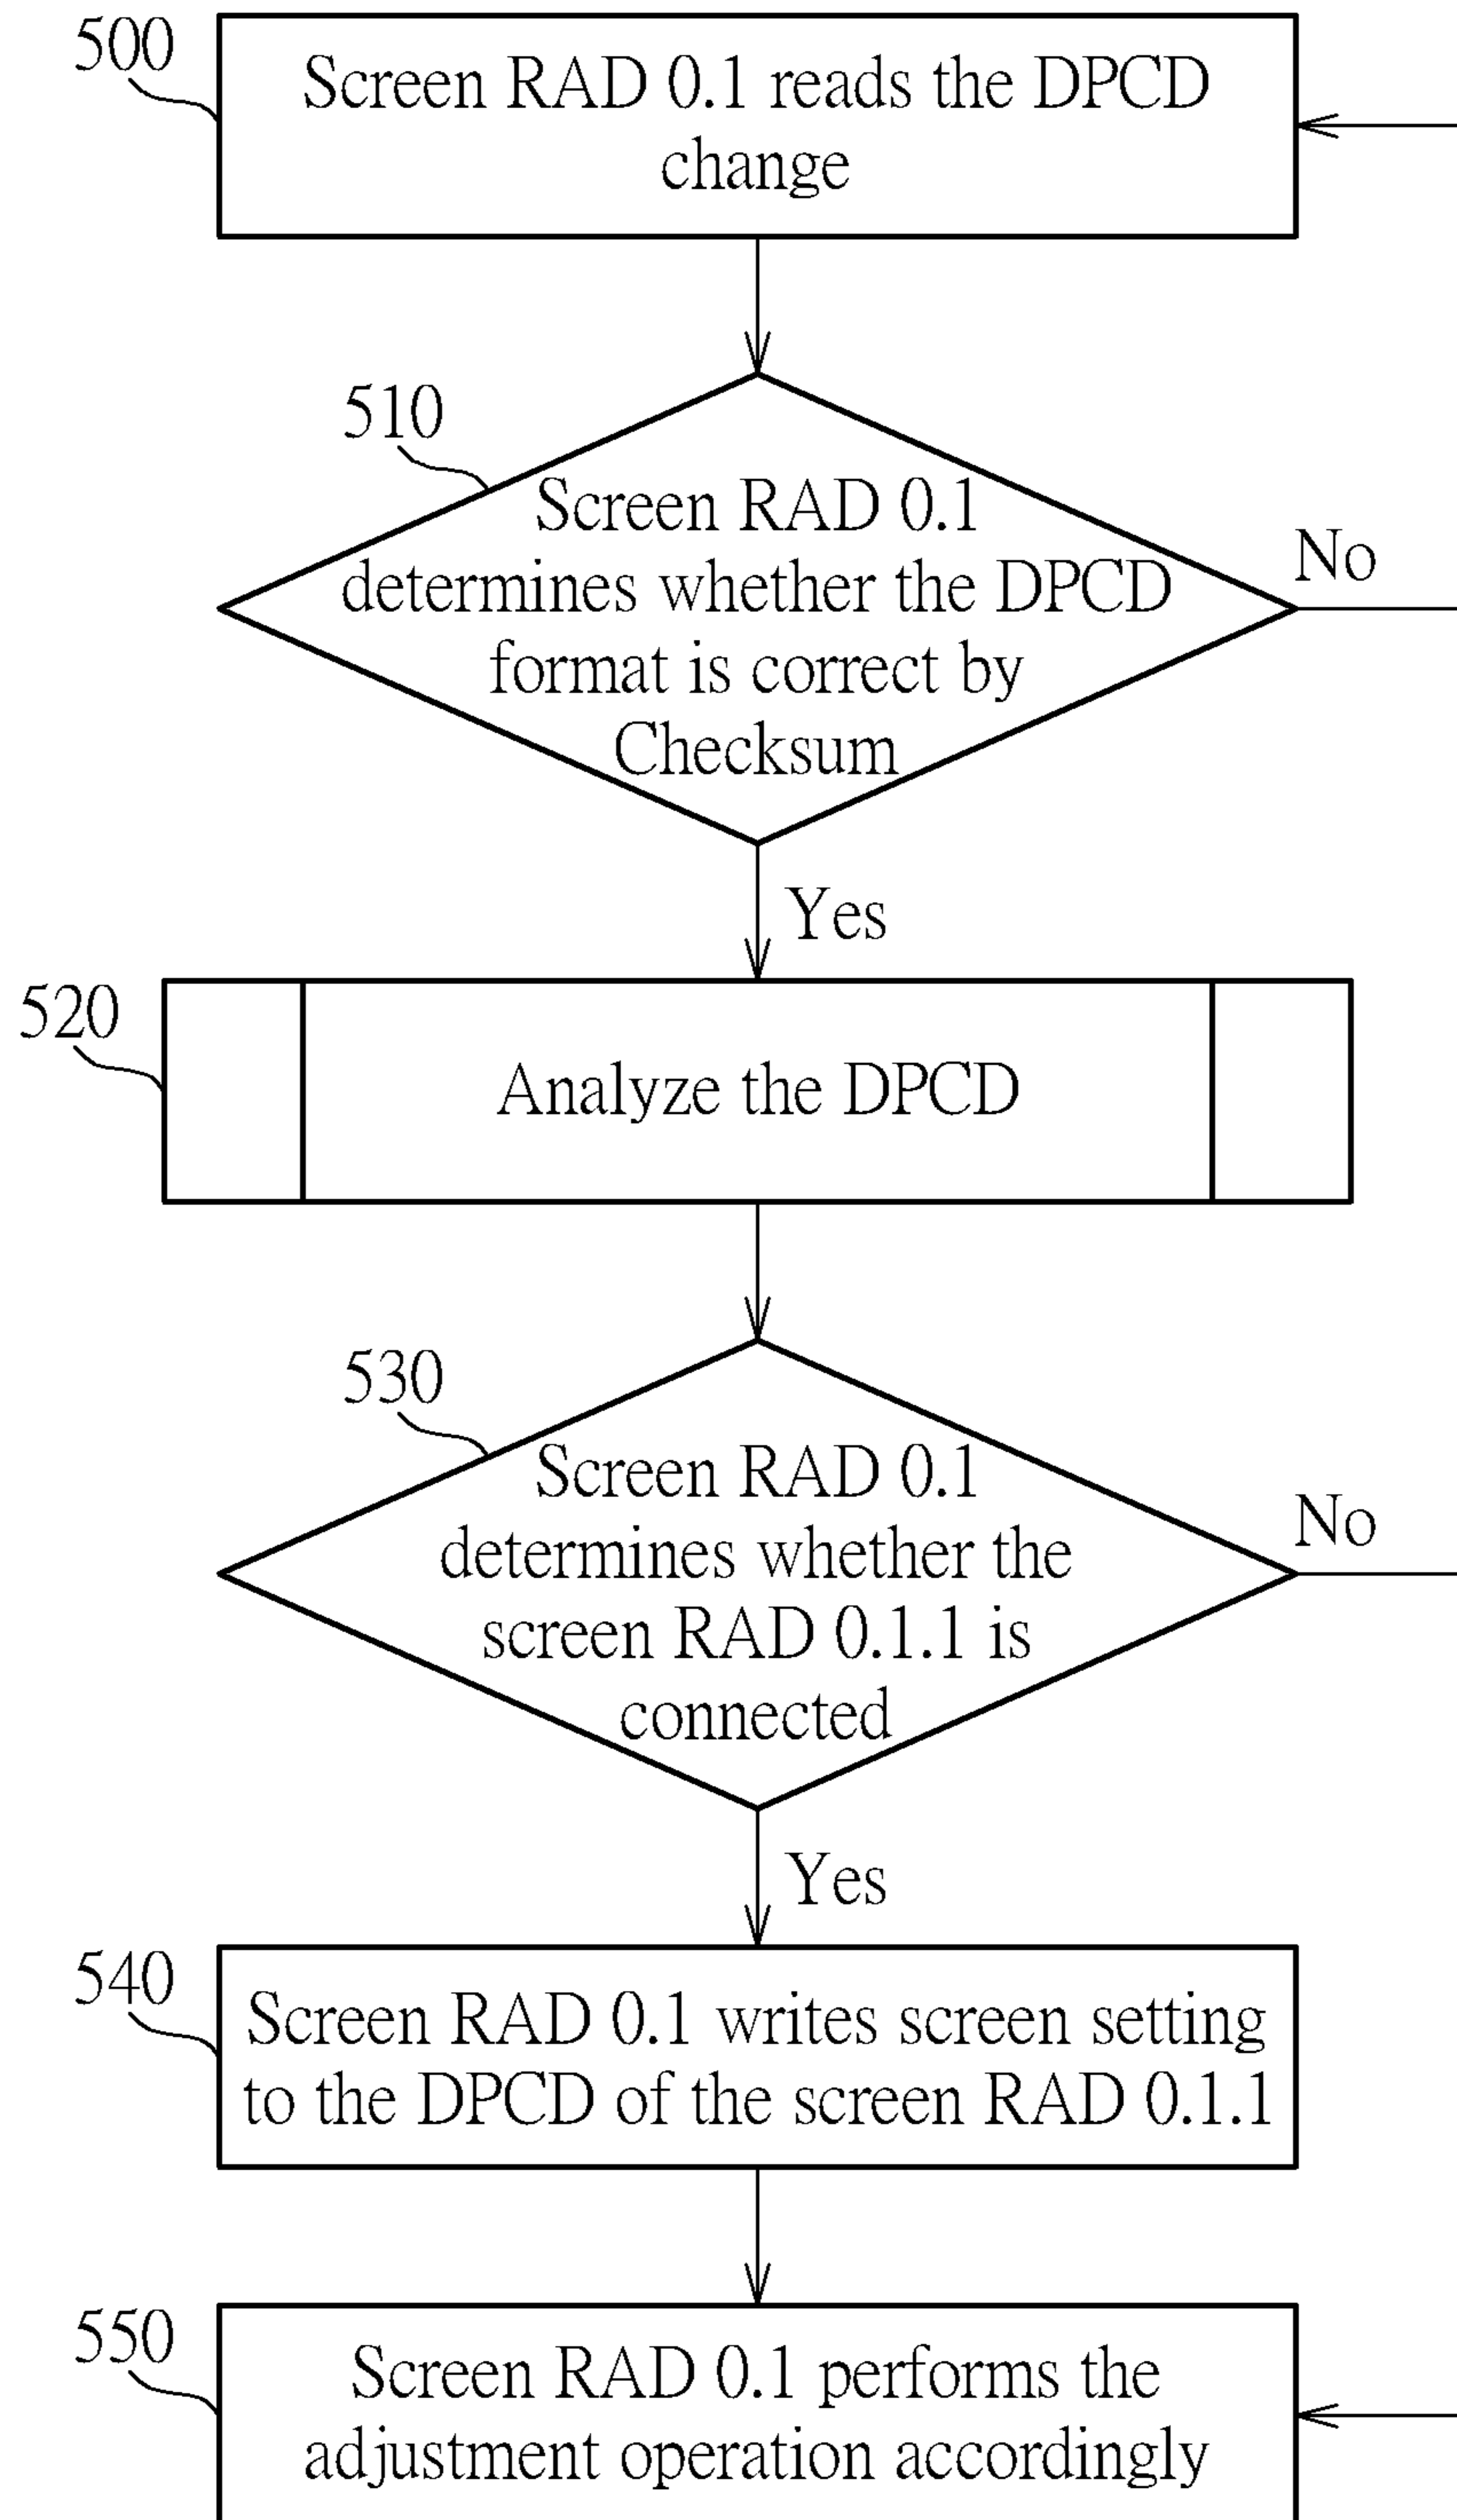 500
Screen RAD 0.1 reads the DPCD
change
510
Screen RAD 0.1
determines whether the DPCD
format is correct by
Checksum
No
Yes
520
Analyze the DPCD
530
Screen RAD 0.1
determines whether the
screen RAD 0.1.1 is
connected
No
Yes
540
Screen RAD 0.1 writes screen setting
to the DPCD of the screen RAD 0.1.1
550
Screen RAD 0.1 performs the
adjustment operation accordingly